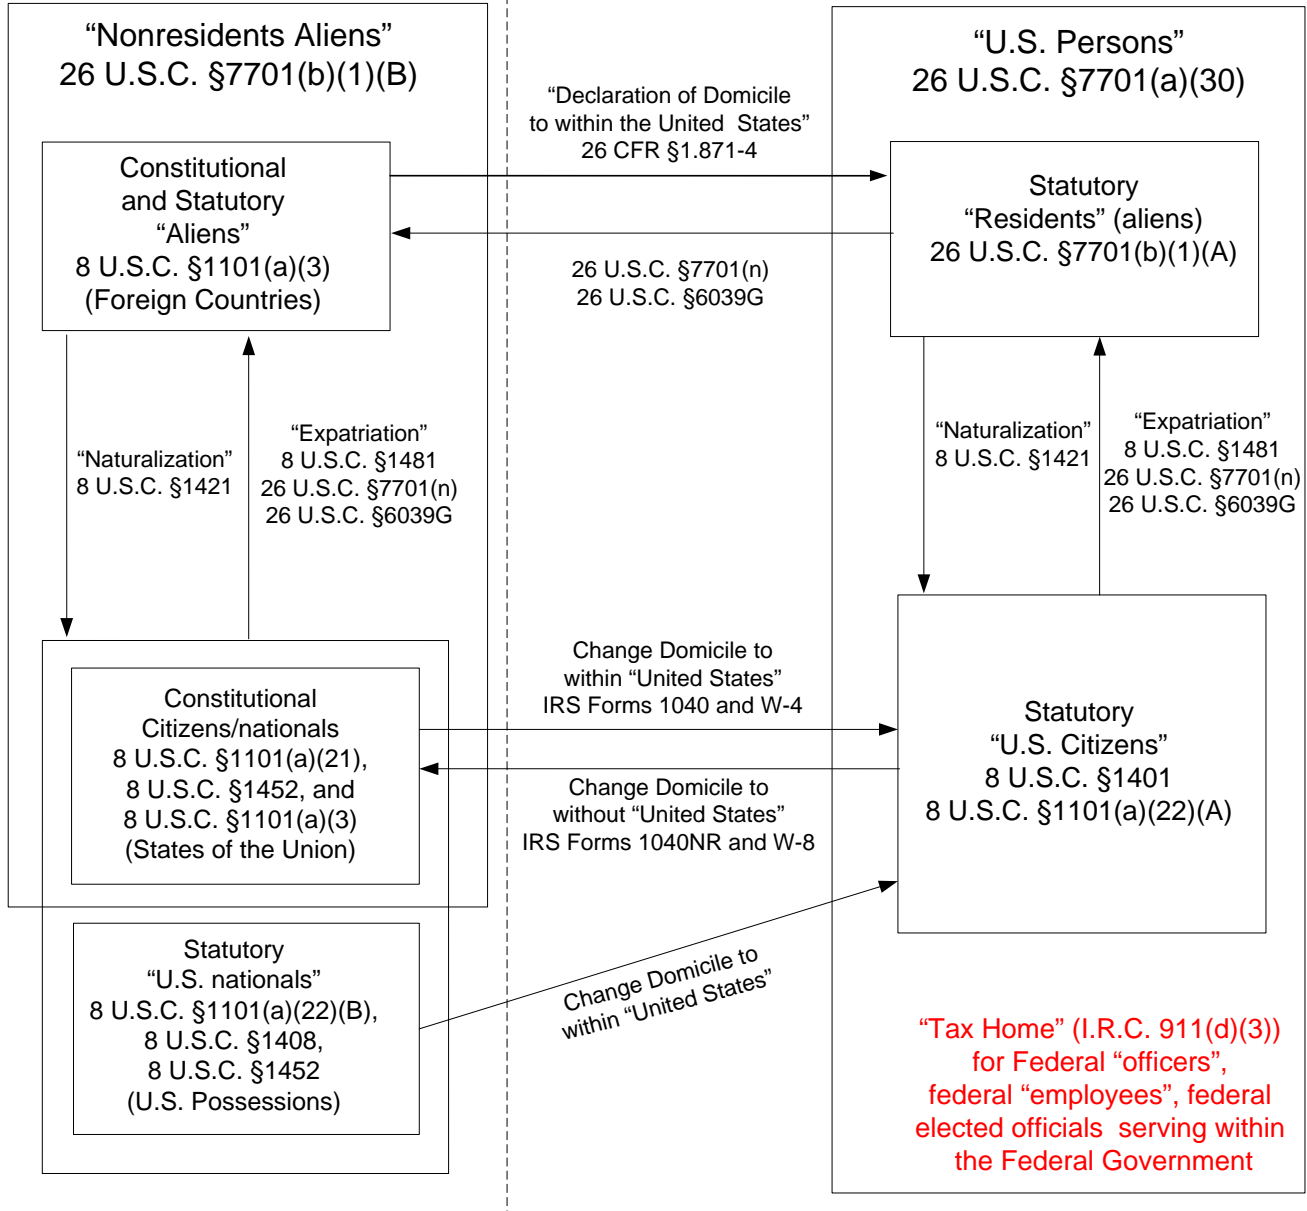 “Nonresidents Aliens”
26 U.S.C. §7701(b)(1)(B)
“U.S. Persons”
26 U.S.C. §7701(a)(30)
“Declaration of Domicile
to within the United  States”
26 CFR §1.871-4
Constitutional
and Statutory
“Aliens”
8 U.S.C. §1101(a)(3)
(Foreign Countries)
Statutory
“Residents” (aliens)
26 U.S.C. §7701(b)(1)(A)
26 U.S.C. §7701(n)
26 U.S.C. §6039G
“Naturalization”
8 U.S.C. §1421
“Expatriation”
8 U.S.C. §1481
26 U.S.C. §7701(n)
26 U.S.C. §6039G
“Naturalization”
8 U.S.C. §1421
“Expatriation”
8 U.S.C. §1481
26 U.S.C. §7701(n)
26 U.S.C. §6039G
Change Domicile to
within “United States”
IRS Forms 1040 and W-4
Constitutional
Citizens/nationals
8 U.S.C. §1101(a)(21),
8 U.S.C. §1452, and
8 U.S.C. §1101(a)(3)
(States of the Union)
Statutory
“U.S. Citizens”
8 U.S.C. §1401
8 U.S.C. §1101(a)(22)(A)
Change Domicile to
without “United States”
IRS Forms 1040NR and W-8
Statutory
“U.S. nationals”
8 U.S.C. §1101(a)(22)(B),
8 U.S.C. §1408,
8 U.S.C. §1452
(U.S. Possessions)
Change Domicile to
within “United States”
“Tax Home” (I.R.C. 911(d)(3))
for Federal “officers”,
federal “employees”, federal
elected officials  serving within
the Federal Government